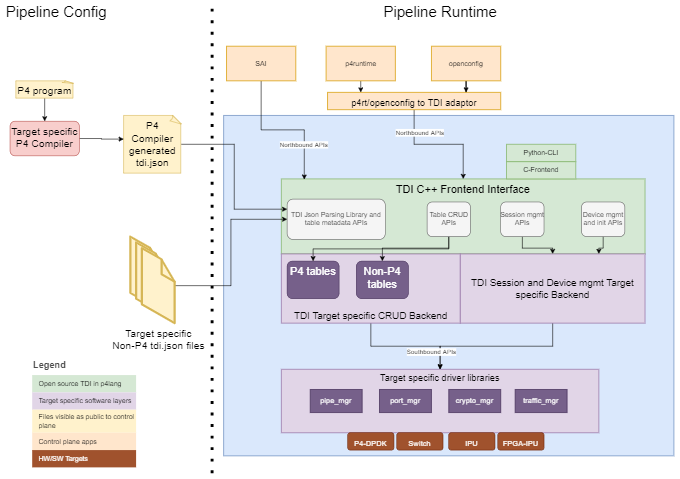 Pipeline Config
Pipeline Runtime
SAI
p4runtime
openconfig
p4rt/openconfig to TDI adaptor
P4 program
Target specific
P4 Compiler
P4
Compiler
generated
tdi.json
Northbound APIs
Northbound APIs
Python-CLI
C-Frontend
TDI C++ Frontend Interface
TDI Json Parsing Library and
table metadata APIs
Table CRUD
APIs
Session mgmt
APIs
Device mgmt
and init APIs
P4 tables
Non-P4
tables
TDI Session and Device mgmt Target
specific Backend
TDI Target specific CRUD Backend
Target specific
Non-P4 tdi.json files
Southbound APIs
Target specific driver libraries
pipe_mgr
port_mgr
crypto_mgr
traffic_mgr
P4-DPDK
Switch
IPU
FPGA-IPU
Legend
Open source TDI in p4lang
Target specific software layers
Files visible as public to control
plane
Control plane apps
HW/SW Targets